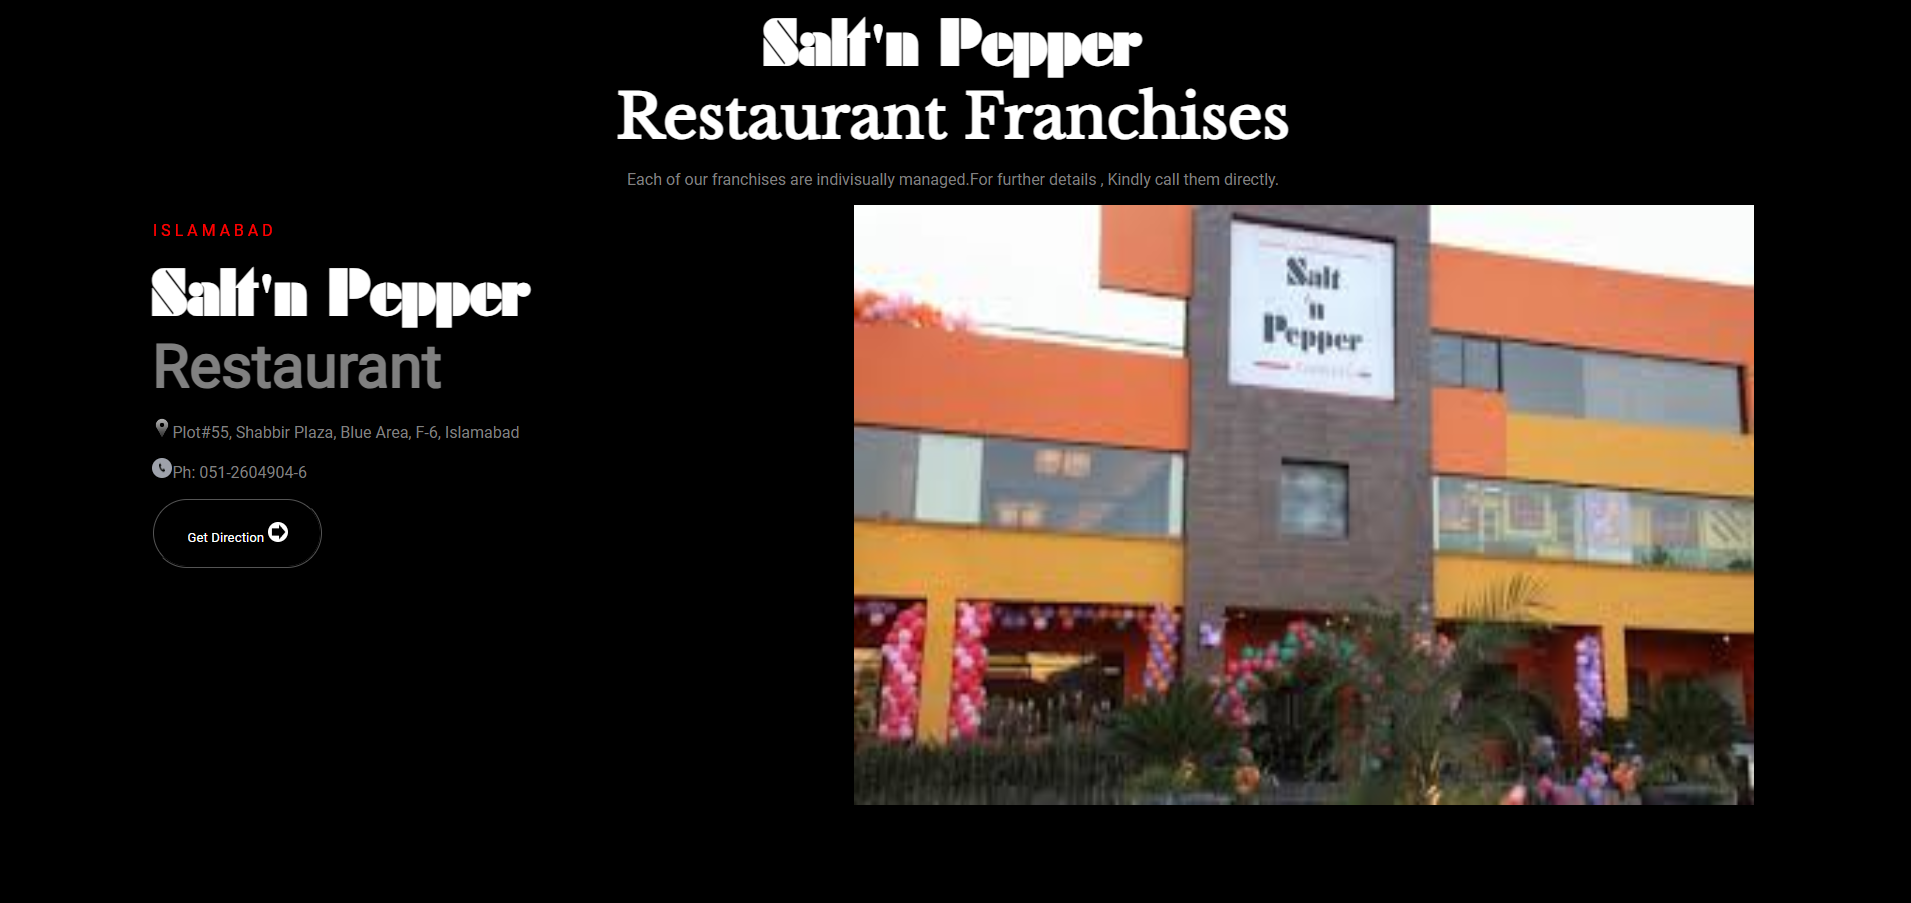 Salt'n Pepper
Restaurant Franchises
Each of our franchises are indivisually managed.For further details , Kindly call them directly.
ISLAMABAD
Salt'n Pepper
Restaurant
Plot#55, Shabbir Plaza, Blue Area, F-6, Islamabad
Ph: 051-2604904-6
Get Direction
Salt
'n
Pepper